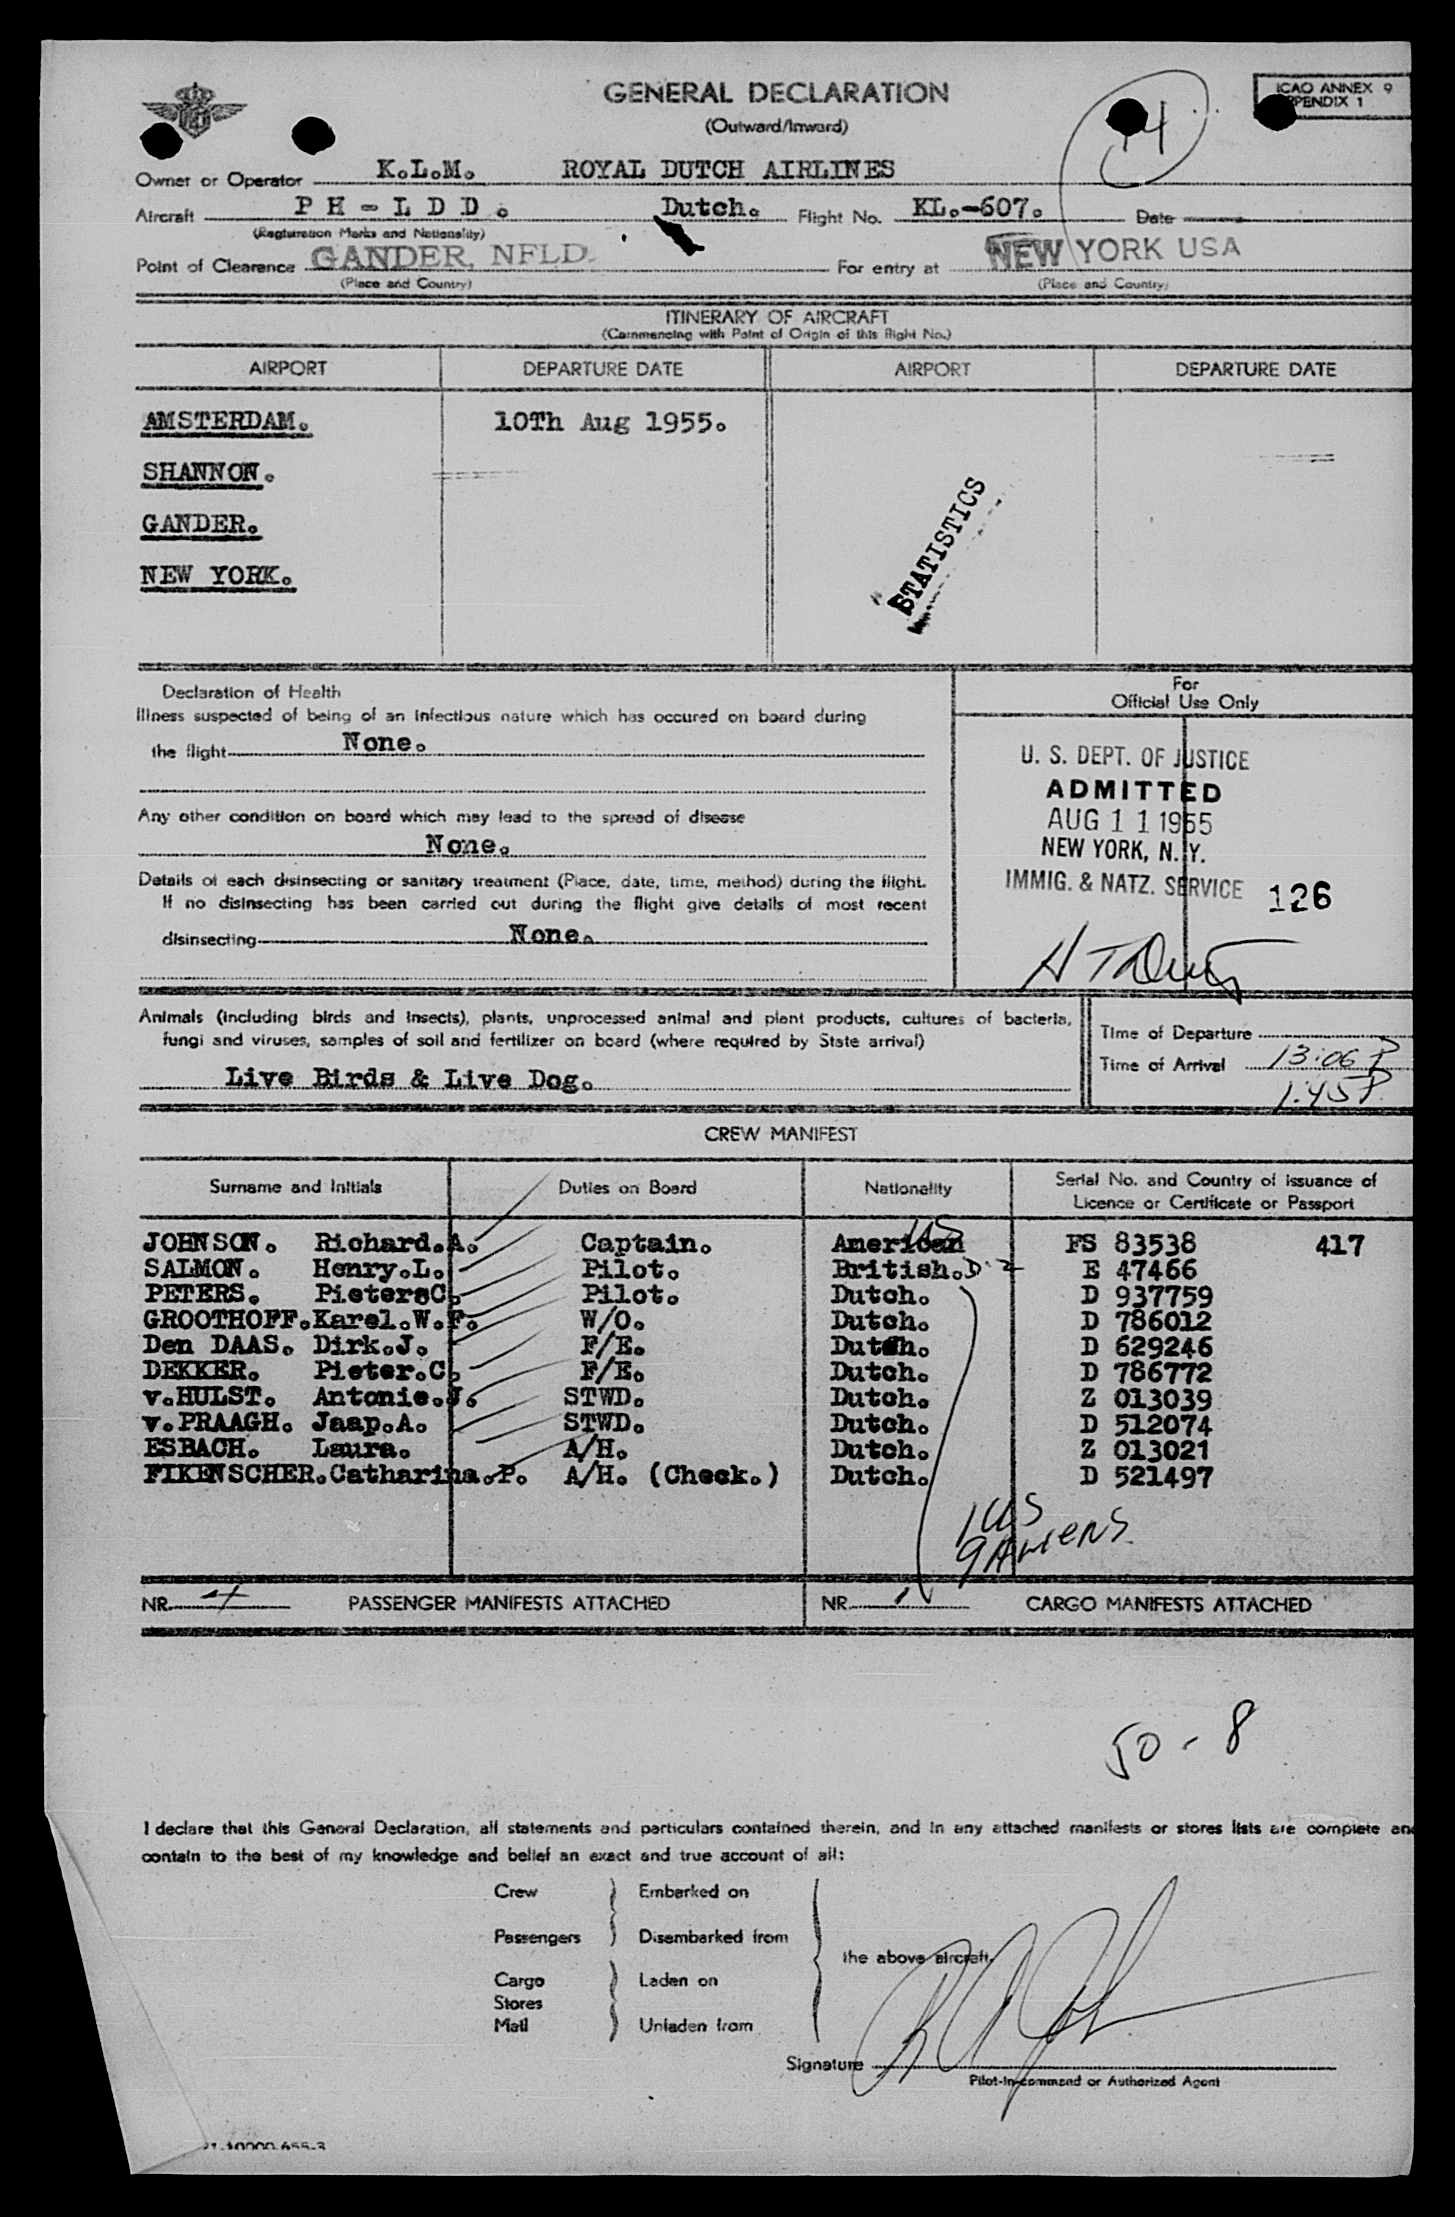 GENERAL DECLARATION
(Outward/Inward)
14
ICAO ANNEX 9
APPENDIX 1
Owner or Operator K.L.M. ROYAL DUTCH AIRLINES
Aircraft PH-LDD. Dutch. Flight No. KL.-607. Date
(Registration Marks and Nationality)
Point of Clearance GANDER, NFLD. For entry at NEW YORK USA
(Place and Country) (Place and Country)
ITINERARY OF AIRCRAFT
(Commencing with Point of Origin of this flight No.)
AIRPORT DEPARTURE DATE AIRPORT DEPARTURE DATE
AMSTERDAM. 10Th Aug 1955.
SHANNON.
GANDER.
NEW YORK.
STATISTICS
Declaration of Health
Illness suspected of being of an infectious nature which has occured on board during
the flight None.
Any other condition on board which may lead to the spread of disease
None.
Details of each disinsecting or sanitary treatment (Place, date, time, method) during the flight.
If no disinsecting has been carried out during the flight give details of most recent
disinsecting None.
For
Official Use Only
U. S. DEPT. OF JUSTICE
ADMITTED
AUG 11 1955
NEW YORK, N. Y.
IMMIG. & NATZ. SERVICE 126
Animals (including birds and insects), plants, unprocessed animal and plant products, cultures of bacteria,
fungi and viruses, samples of soil and fertilizer on board (where required by State arrival)
Live Birds & Live Dog.
Time of Departure
Time of Arrival 13:06 P
1.45 P.
CREW MANIFEST
Surname and Initials Duties on Board Nationality Serial No. and Country of issuance of
Licence or Certificate or Passport
US
JOHNSON. Richard.A. Captain. American FS 83538 417
SALMON. Henry.L. Pilot. British. D-2 E 47466
PETERS. Pieter.C. Pilot. Dutch. D 937759
GROOTHOFF. Karel.W.F. W/O. Dutch. D 786012
Den DAAS. Dirk.J. F/E. Dutch. D 629246
DEKKER. Pieter.C. F/E. Dutch. D 786772
v.HULST. Antonie.J. STWD. Dutch. Z 013039
v.PRAAGH. Jaap.A. STWD. Dutch. D 512074
ESBACH. Laura. A/H. Dutch. Z 013021
FIKENSCHER. Catharina.P. A/H. (Check.) Dutch. D 521497
1 US
9 ALIENS
NR. 4 PASSENGER MANIFESTS ATTACHED NR. 1 CARGO MANIFESTS ATTACHED
50 - 8
I declare that this General Declaration, all statements and particulars contained therein, and in any attached manifests or stores lists are complete and
contain to the best of my knowledge and belief an exact and true account of all:
Crew Embarked on
Passengers Disembarked from
the above aircraft.
Cargo Laden on
Stores
Mail Unladen from
Signature
Pilot-in-command or Authorized Agent